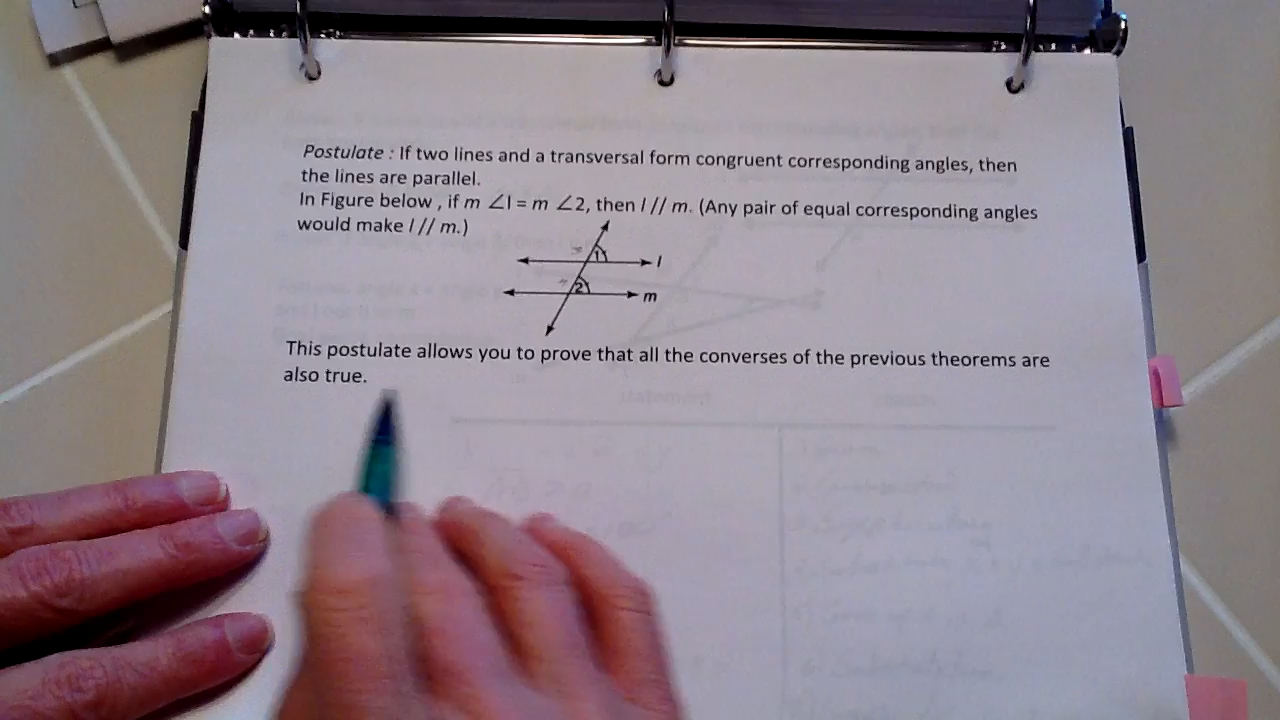 Postulate : If two lines and a transversal form congruent corresponding angles, then
the lines are parallel.
In Figure below , if m ∠1 = m ∠2, then l // m. (Any pair of equal corresponding angles
would make l // m.)
1
l
2
m
This postulate allows you to prove that all the converses of the previous theorems are
also true.